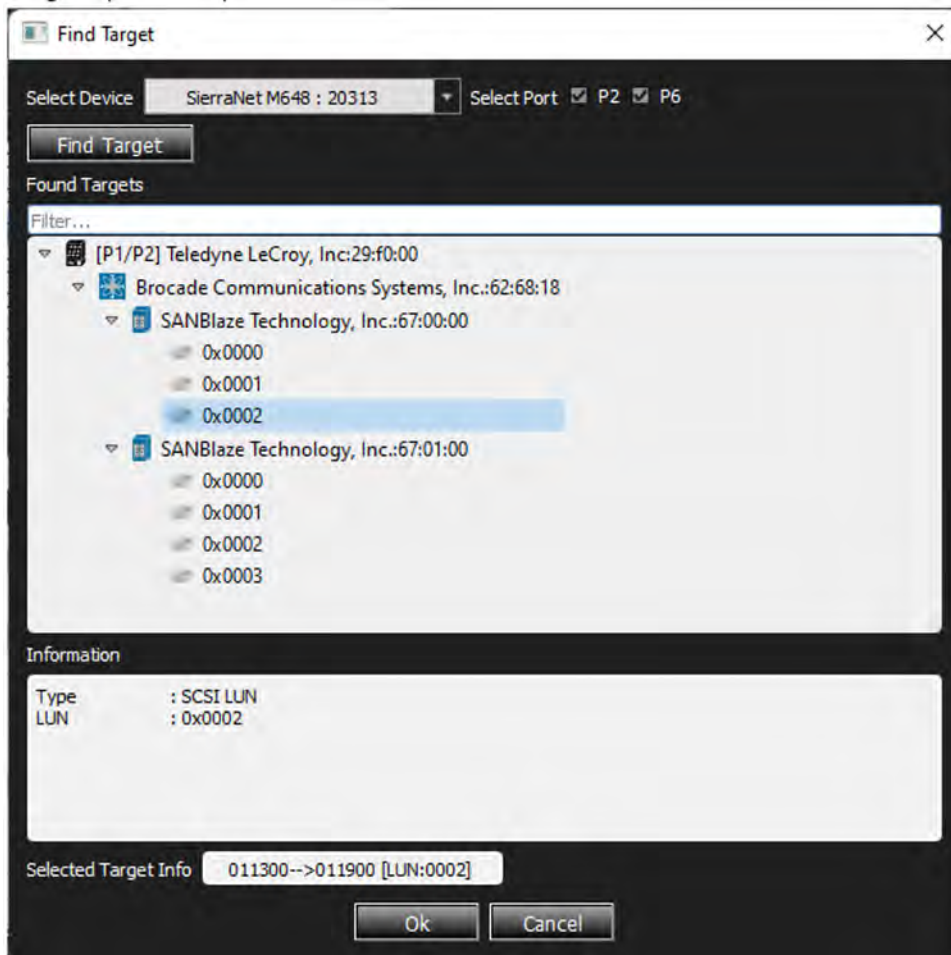 Find Target
Select Device SierraNet M648 : 20313 Select Port P2 P6
Find Target
Found Targets
Filter...
[P1/P2] Teledyne LeCroy, Inc:29:f0:00
Brocade Communications Systems, Inc.:62:68:18
SANBlaze Technology, Inc.:67:00:00
0x0000
0x0001
0x0002
SANBlaze Technology, Inc.:67:01:00
0x0000
0x0001
0x0002
0x0003
Information
Type : SCSI LUN
LUN : 0x0002
Selected Target Info 011300-->011900 [LUN:0002]
Ok Cancel